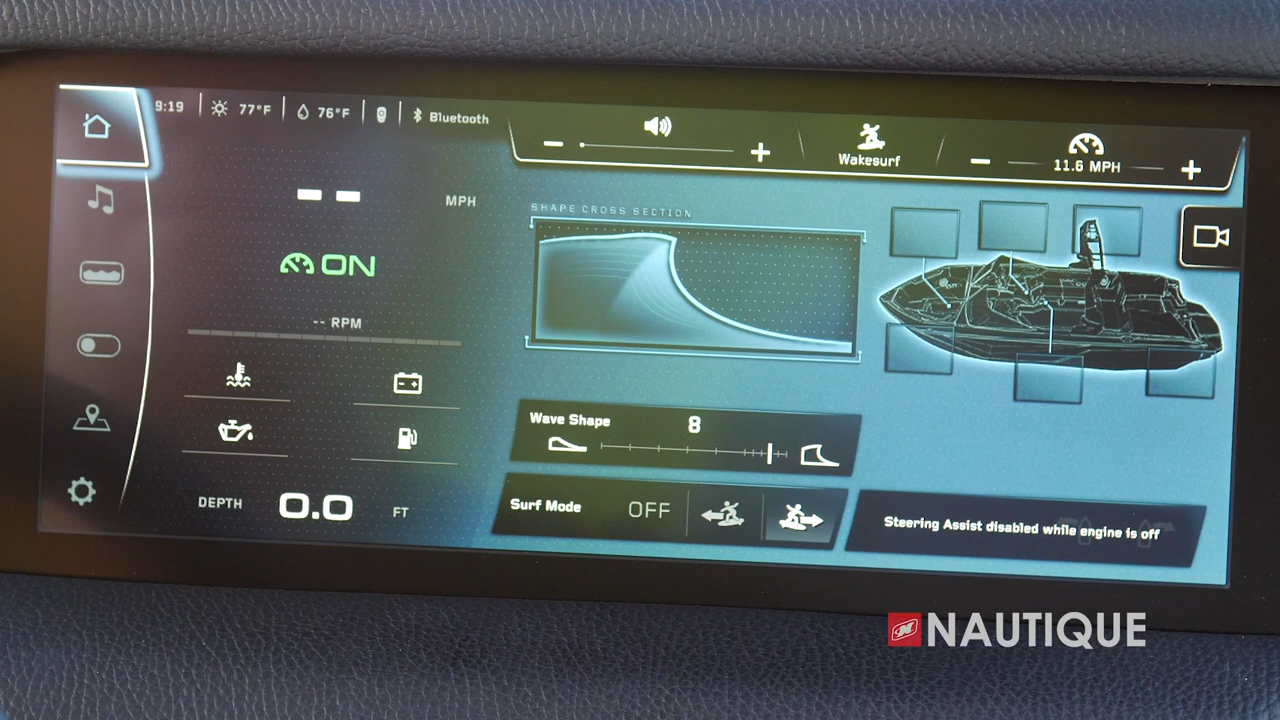 9:19
77°F
76°F
Bluetooth
Wakesurf
11.6 MPH
-- MPH
ON
-- RPM
DEPTH 0.0 FT
SHAPE CROSS SECTION
Wave Shape 8
Surf Mode OFF
Steering Assist disabled while engine is off
NAUTIQUE